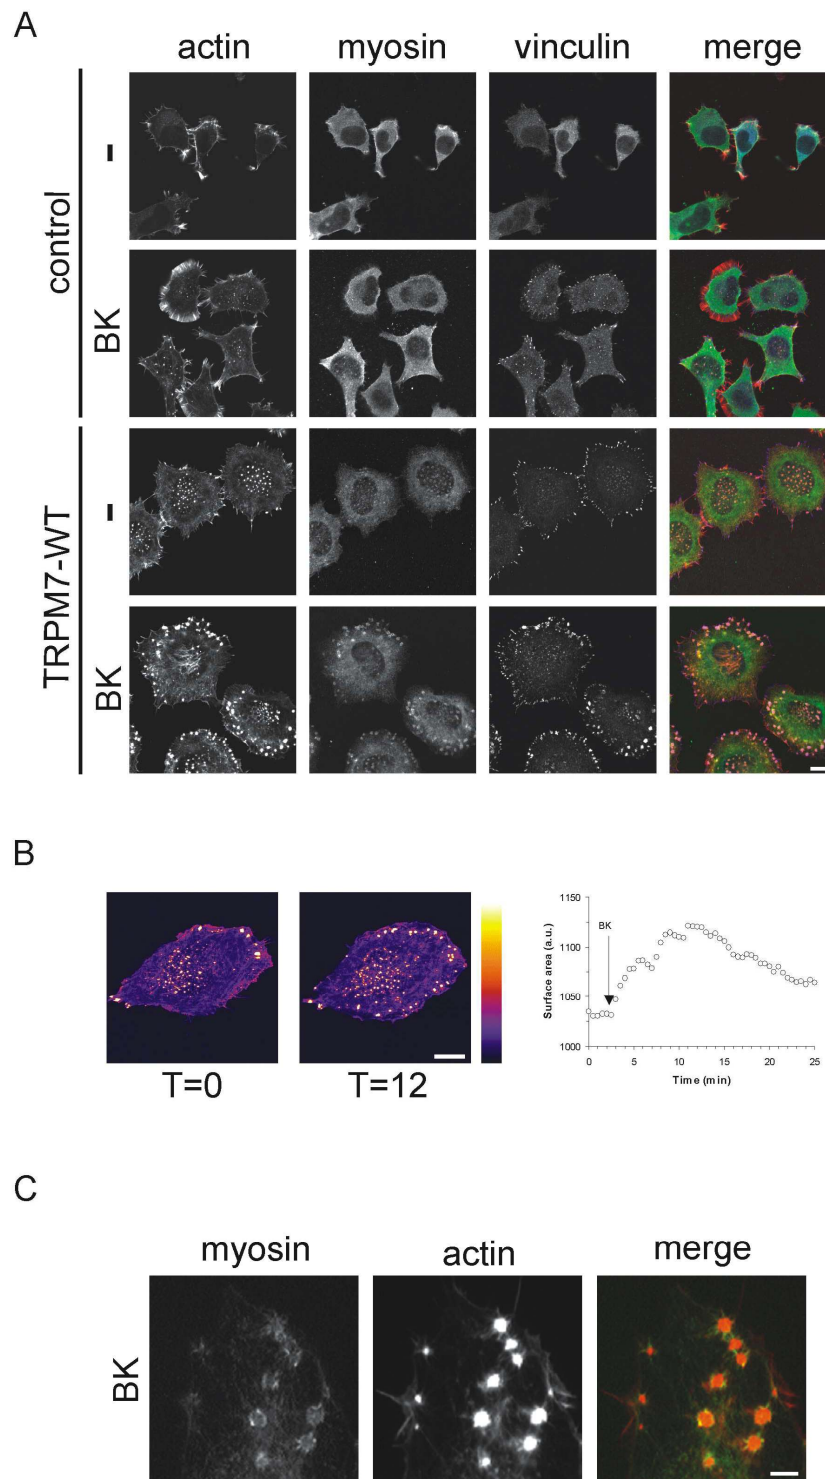 A
actin myosin vinculin merge
control
–
BK
TRPM7-WT
–
BK
B
T=0 T=12
1150
1100
1050
1000
Surface area (a.u.)
BK
0 5 10 15 20 25
Time (min)
C
myosin actin merge
BK